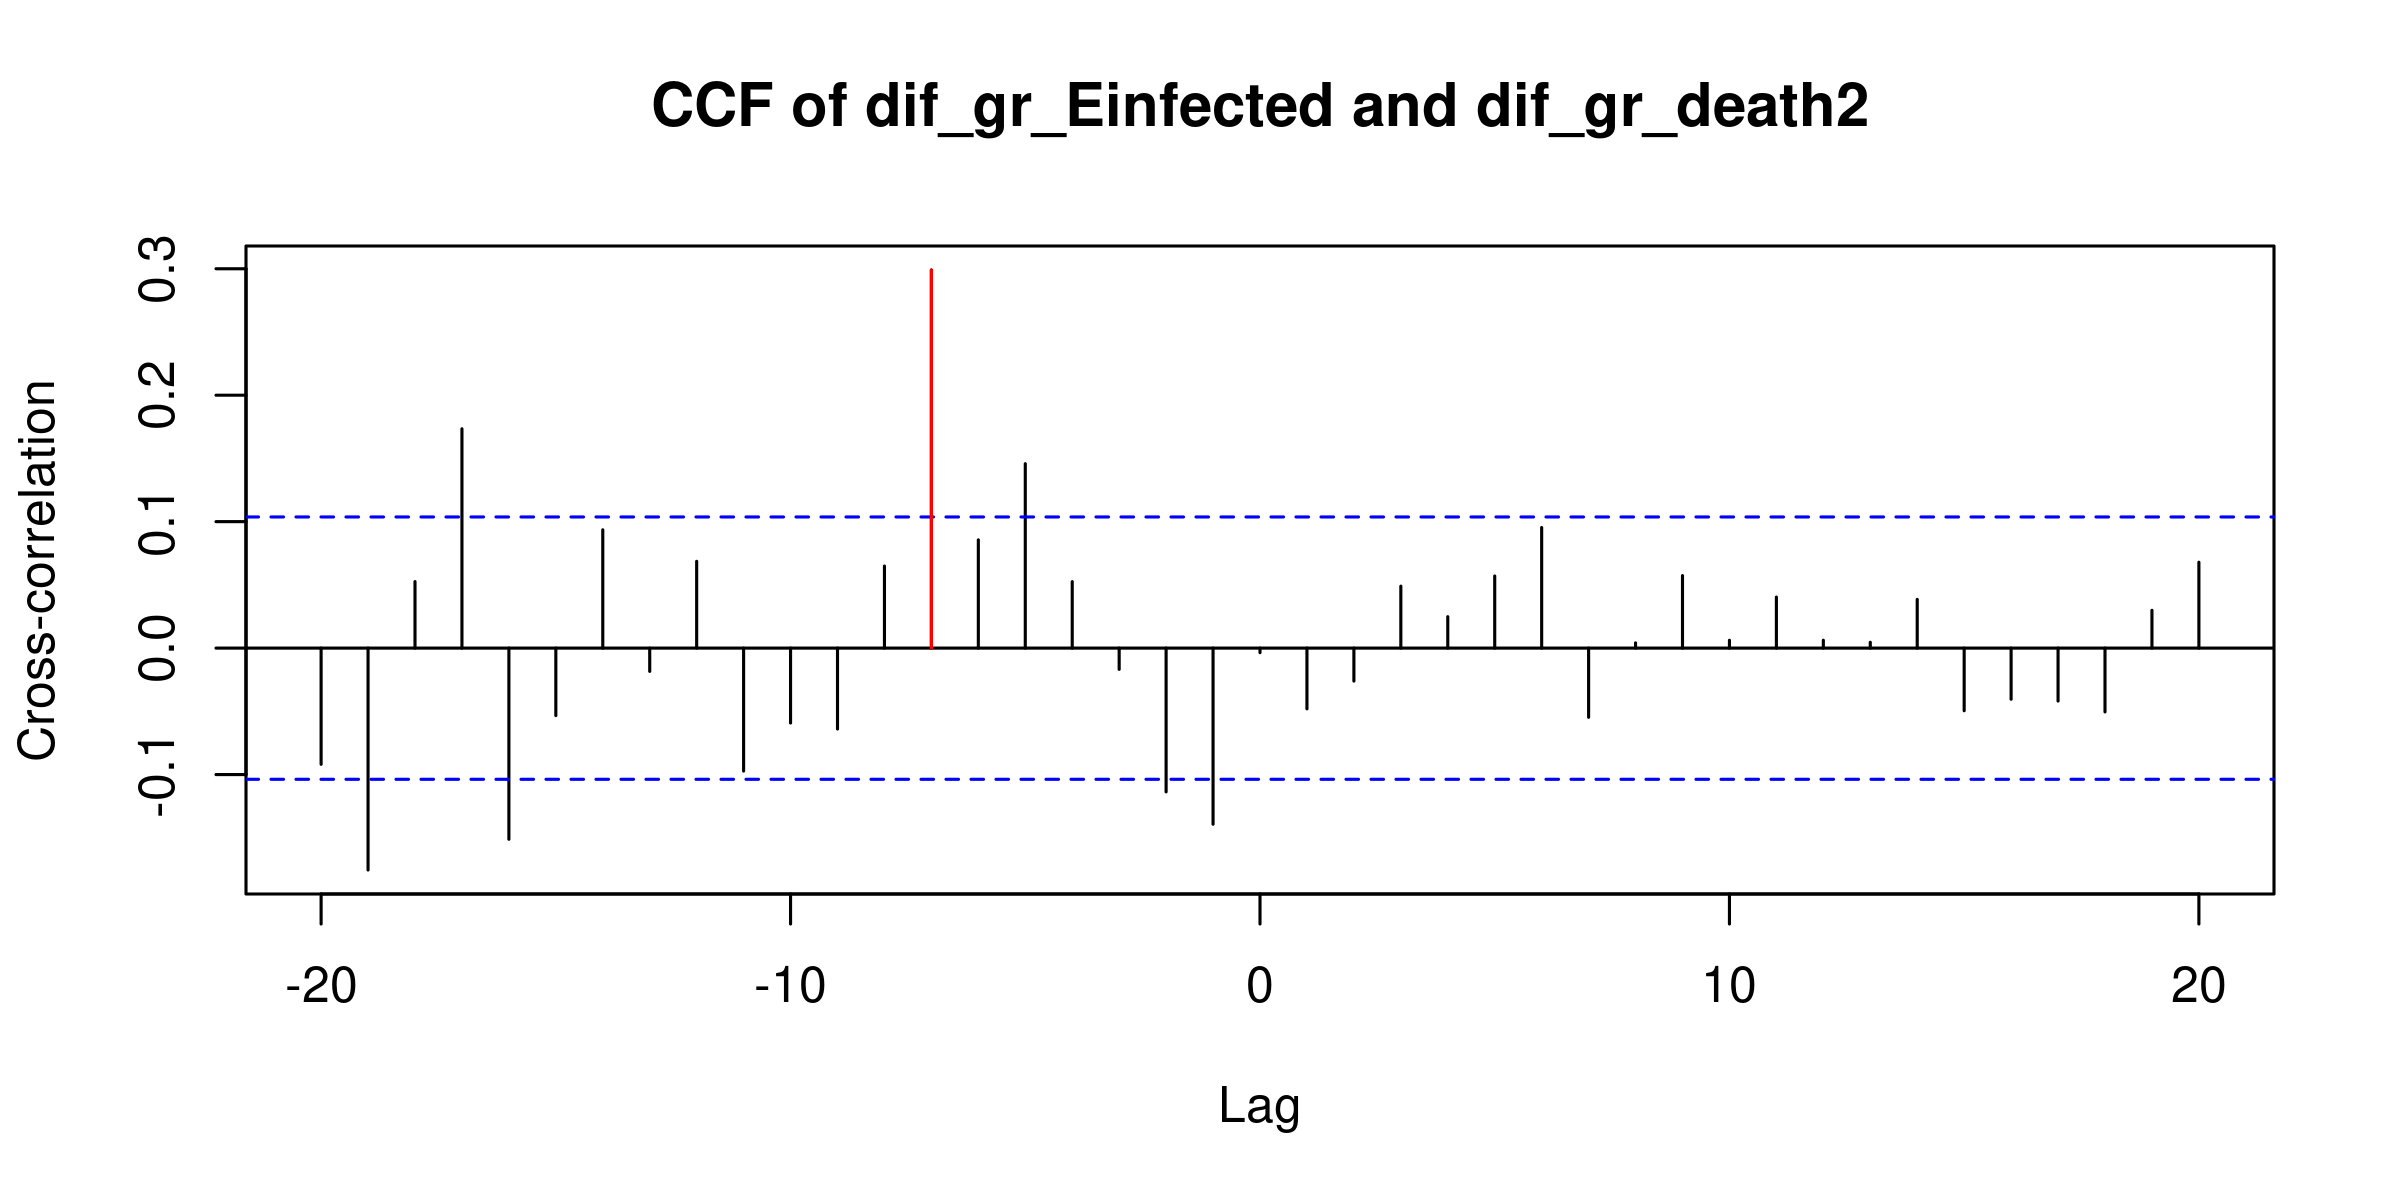 CCF of dif_gr_Einfected and dif_gr_death2
Cross-correlation
0.3
0.2
0.1
0.0
-0.1
-20 -10 0 10 20
Lag